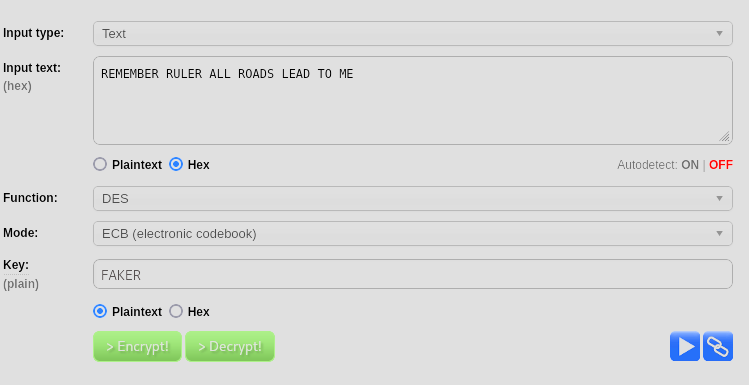 Input type: Text
Input text: REMEMBER RULER ALL ROADS LEAD TO ME
(hex)
Plaintext Hex Autodetect: ON | OFF
Function: DES
Mode: ECB (electronic codebook)
Key: FAKER
(plain)
Plaintext Hex
> Encrypt! > Decrypt!